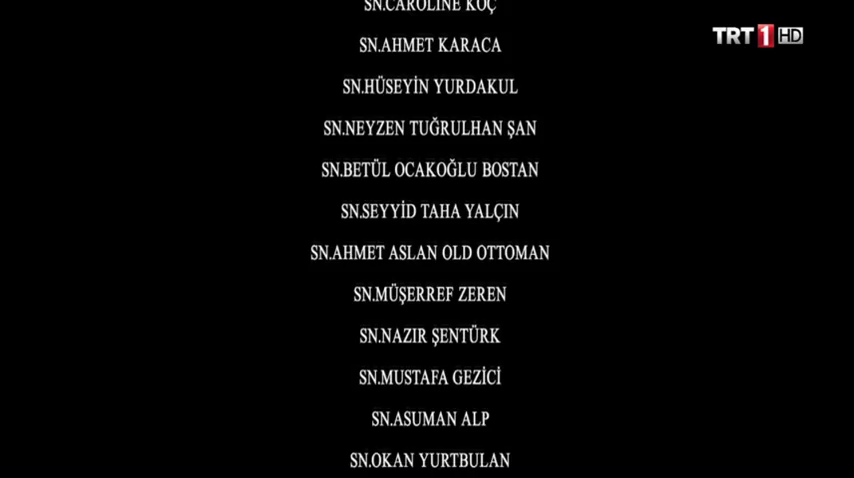 SN.CAROLINE KOÇ
TRT 1 HD
SN.AHMET KARACA
SN.HÜSEYİN YURDAKUL
SN.NEYZEN TUĞRULHAN ŞAN
SN.BETÜL OCAKOĞLU BOSTAN
SN.SEYYİD TAHA YALÇIN
SN.AHMET ASLAN OLD OTTOMAN
SN.MÜŞERREF ZEREN
SN.NAZIR ŞENTÜRK
SN.MUSTAFA GEZİCİ
SN.ASUMAN ALP
SN.OKAN YURTBULAN